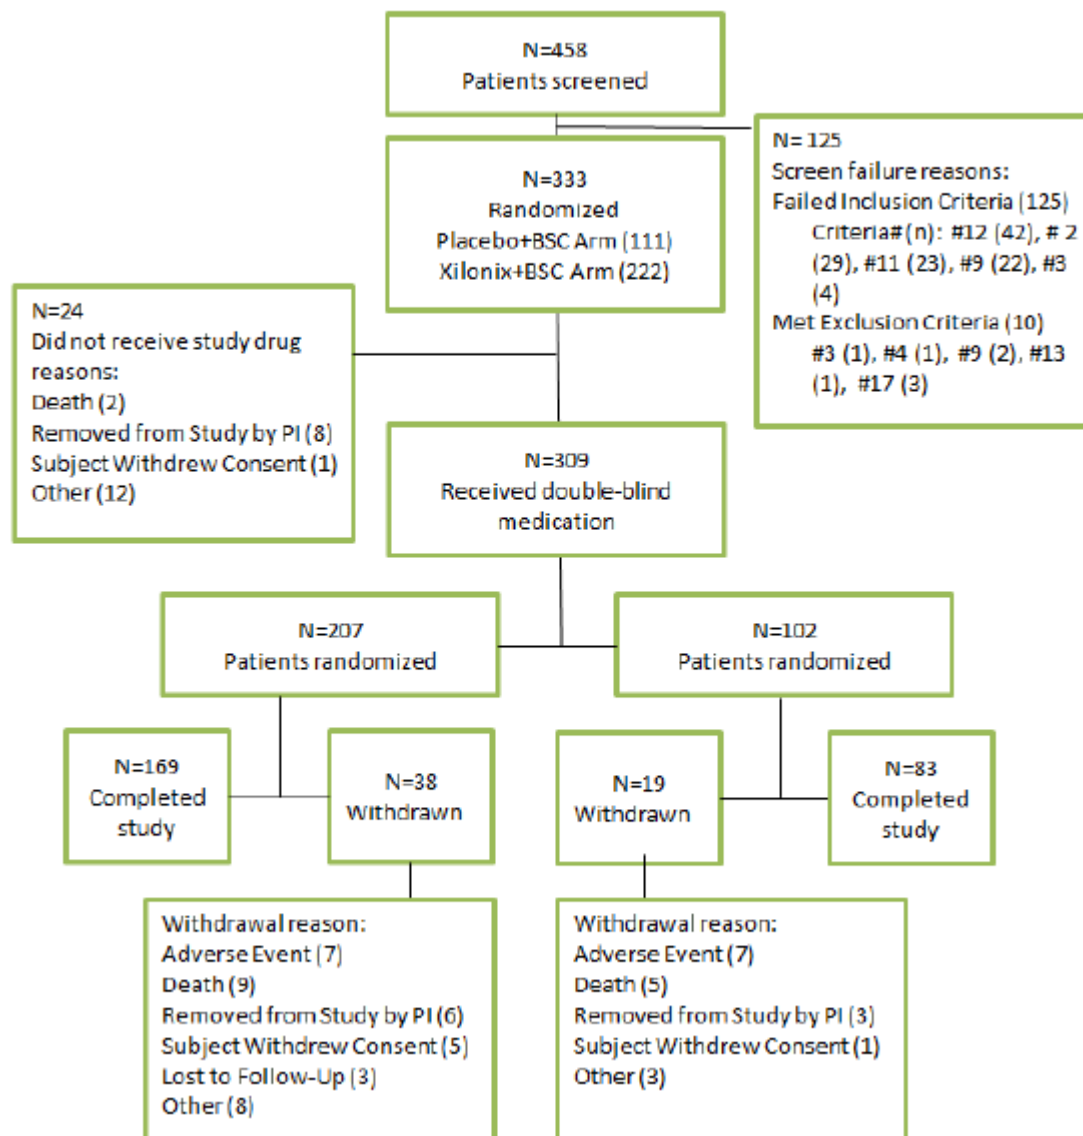 N=458
Patients screened
N= 125
Screen failure reasons:
Failed Inclusion Criteria (125)
Criteria# (n): #12 (42), # 2
(29), #11 (23), #9 (22), #3
(4)
Met Exclusion Criteria (10)
#3 (1), #4 (1), #9 (2), #13
(1), #17 (3)
N=333
Randomized
Placebo+BSC Arm (111)
Xilonix+BSC Arm (222)
N=24
Did not receive study drug
reasons:
Death (2)
Removed from Study by PI (8)
Subject Withdrew Consent (1)
Other (12)
N=309
Received double-blind
medication
N=207
Patients randomized
N=102
Patients randomized
N=169
Completed
study
N=38
Withdrawn
N=19
Withdrawn
N=83
Completed
study
Withdrawal reason:
Adverse Event (7)
Death (9)
Removed from Study by PI (6)
Subject Withdrew Consent (5)
Lost to Follow-Up (3)
Other (8)
Withdrawal reason:
Adverse Event (7)
Death (5)
Removed from Study by PI (3)
Subject Withdrew Consent (1)
Other (3)